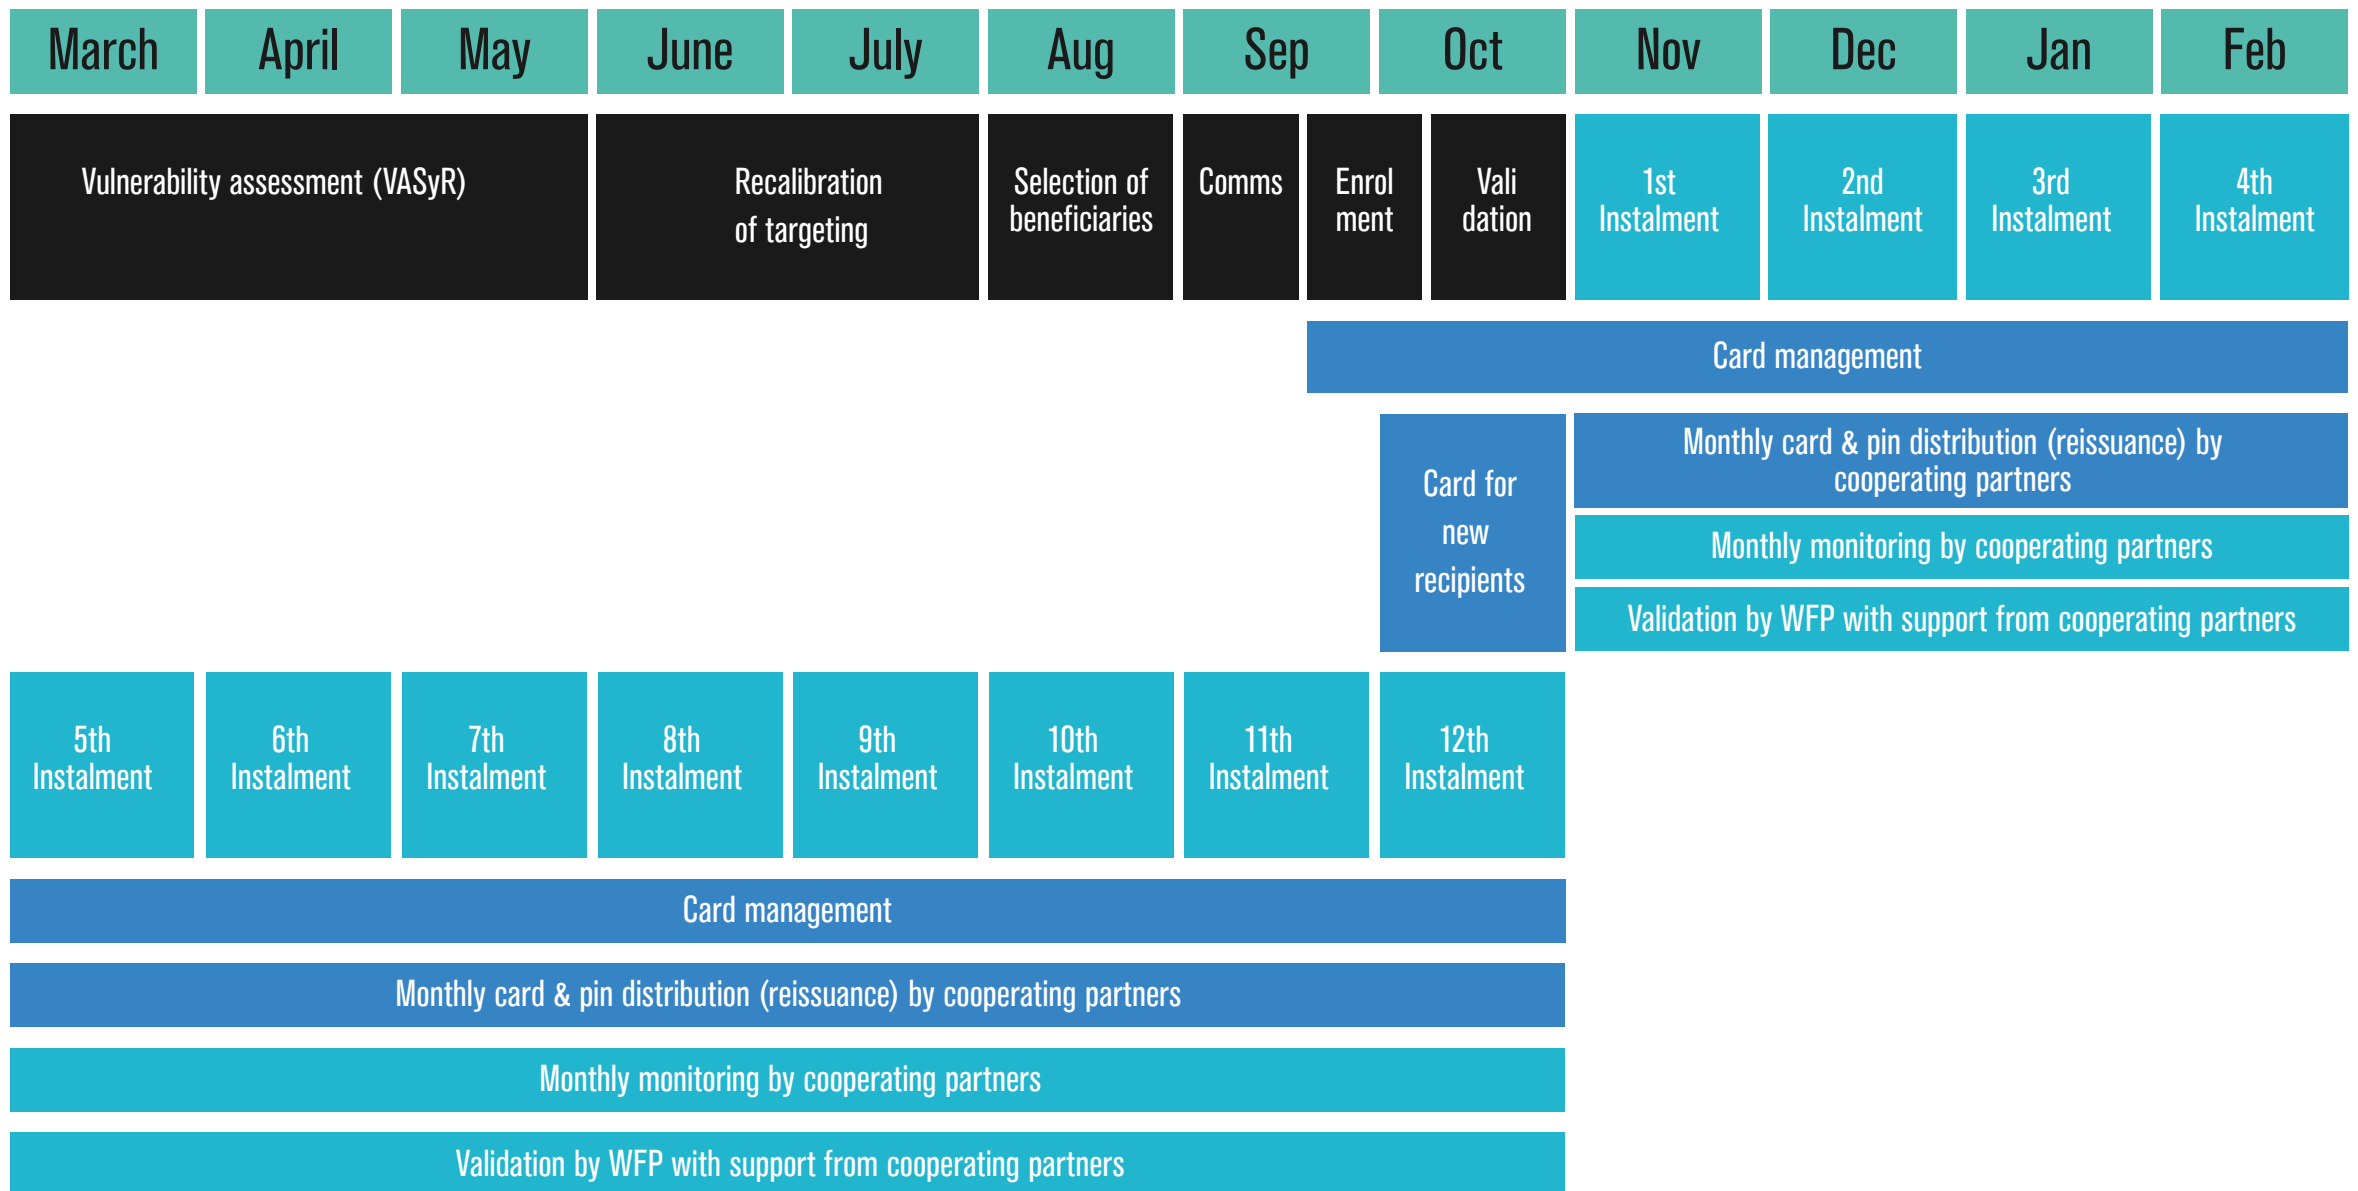 March
April
May
June
July
Aug
Sep
Oct
Nov
Dec
Jan
Feb
Vulnerability assessment (VASyR)
Recalibration
of targeting
Selection of
beneficiaries
Comms
Enrol
ment
Vali
dation
1st
Instalment
2nd
Instalment
3rd
Instalment
4th
Instalment
Card management
Card for
new
recipients
Monthly card & pin distribution (reissuance) by
cooperating partners
Monthly monitoring by cooperating partners
Validation by WFP with support from cooperating partners
5th
Instalment
6th
Instalment
7th
Instalment
8th
Instalment
9th
Instalment
10th
Instalment
11th
Instalment
12th
Instalment
Card management
Monthly card & pin distribution (reissuance) by cooperating partners
Monthly monitoring by cooperating partners
Validation by WFP with support from cooperating partners